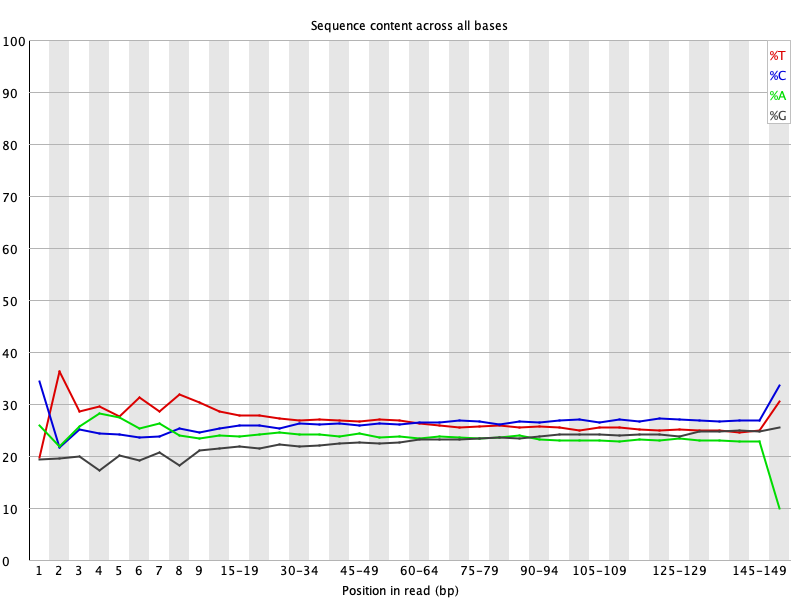 Sequence content across all bases
100
90
80
70
60
50
40
30
20
10
0
%T
%C
%A
%G
1 2 3 4 5 6 7 8 9 15-19 30-34 45-49 60-64 75-79 90-94 105-109 125-129 145-149
Position in read (bp)